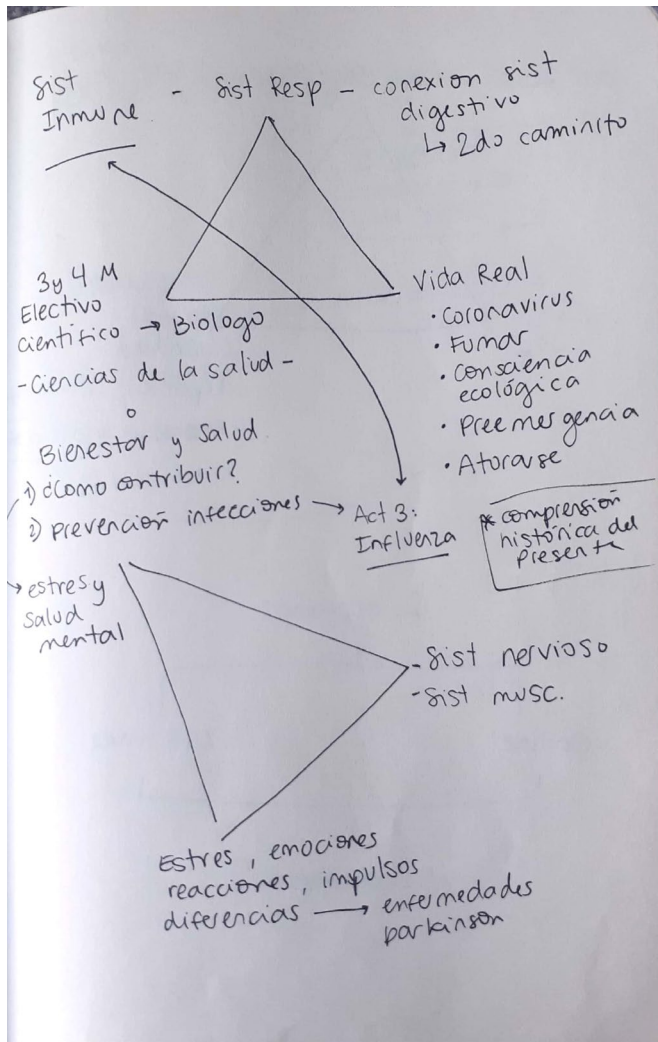 Sist
Inmune - Sist Resp - conexion sist
digestivo
↳ 2do caminito
3 y 4 M
Electivo
científico → Biologo
- Ciencias de la salud -
o
Bienestar y Salud
1) ¿Como contribuir?
2) prevención infecciones → Act 3:
Influenza
→ estres y
salud
mental
Vida Real
• Coronavirus
• Fumar
• Consciencia
ecológica
• Preemergencia
• Atorarse
* comprensión
histórica del
presente
- Sist nervioso
- Sist musc.
Estres, emociones
reacciones, impulsos
diferencias → enfermedades
parkinson